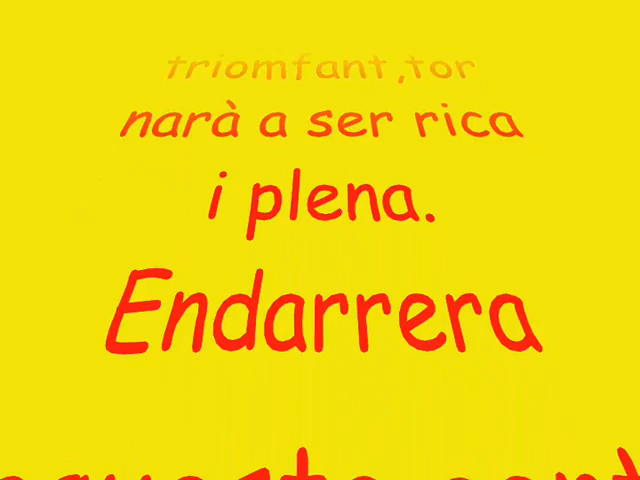 triomfant,tor
narà a ser rica
i plena.
Endarrera